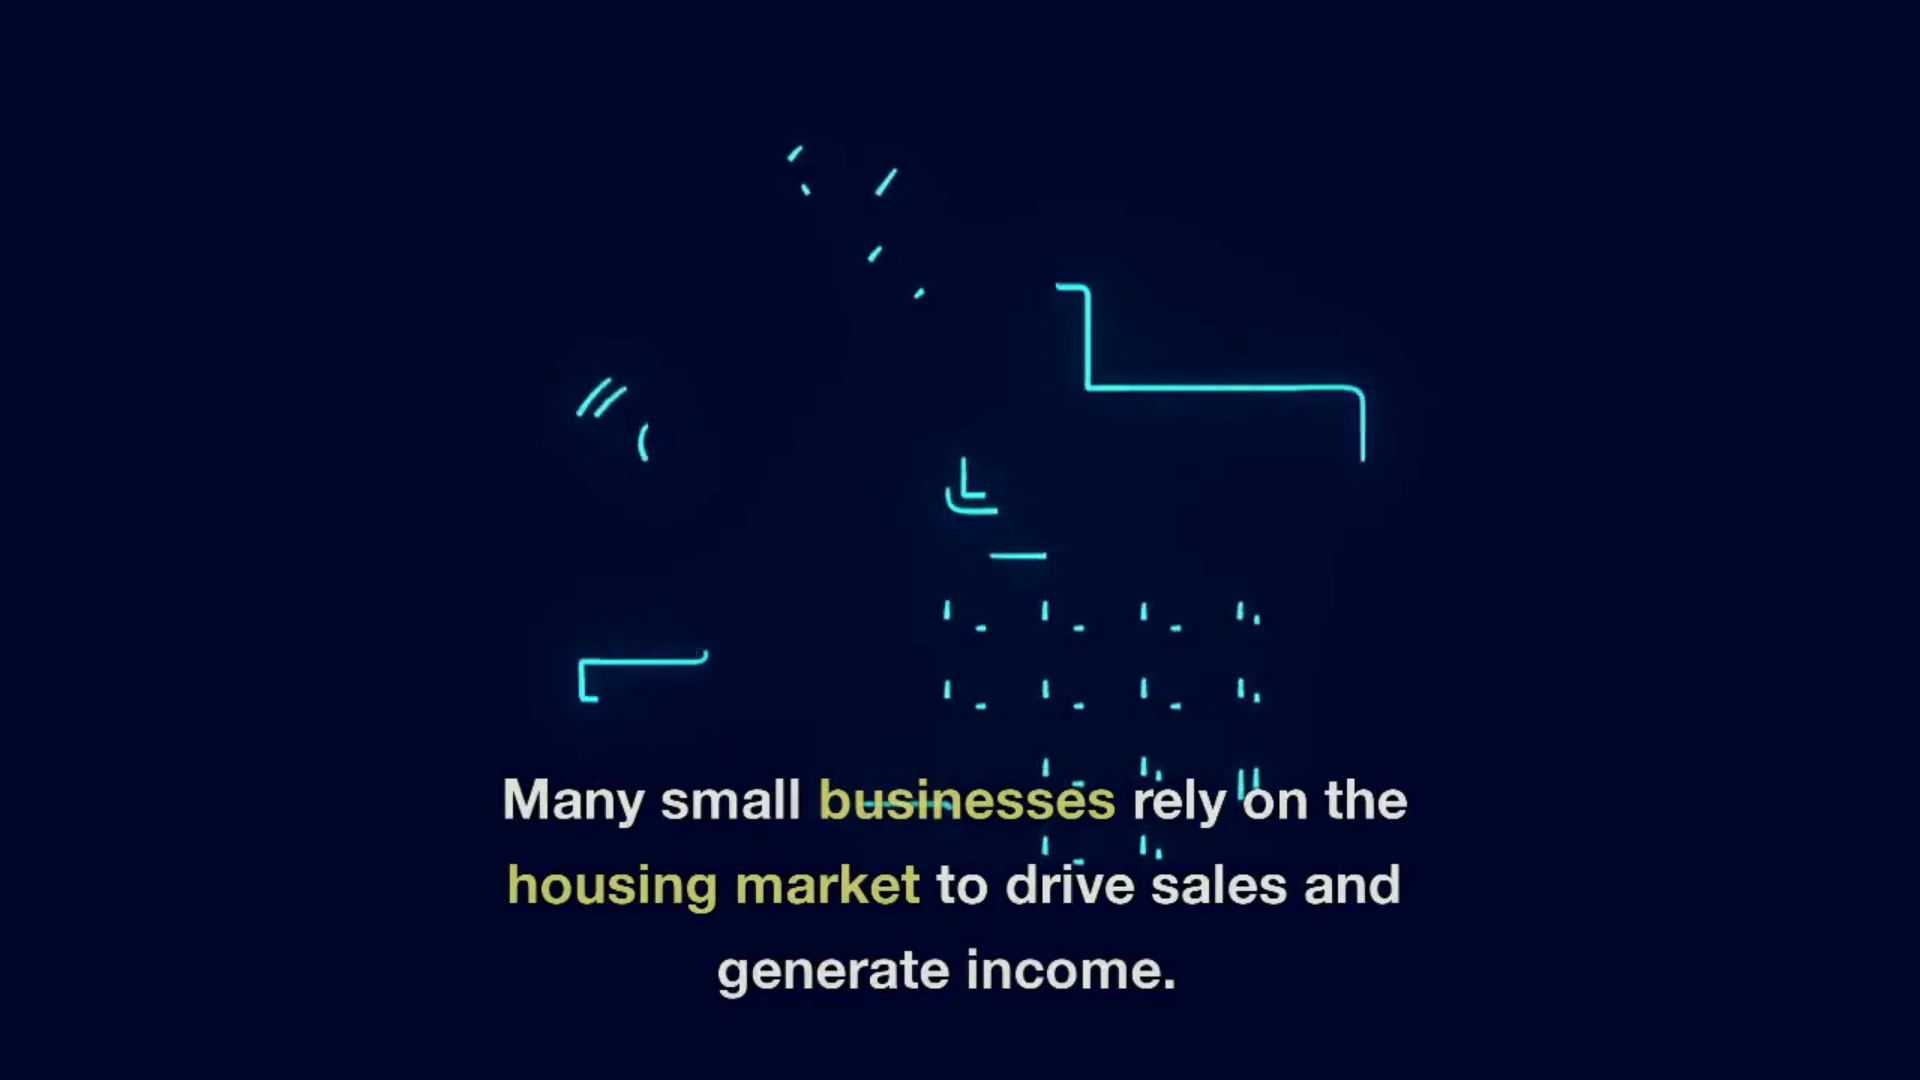 Many small businesses rely on the
housing market to drive sales and
generate income.